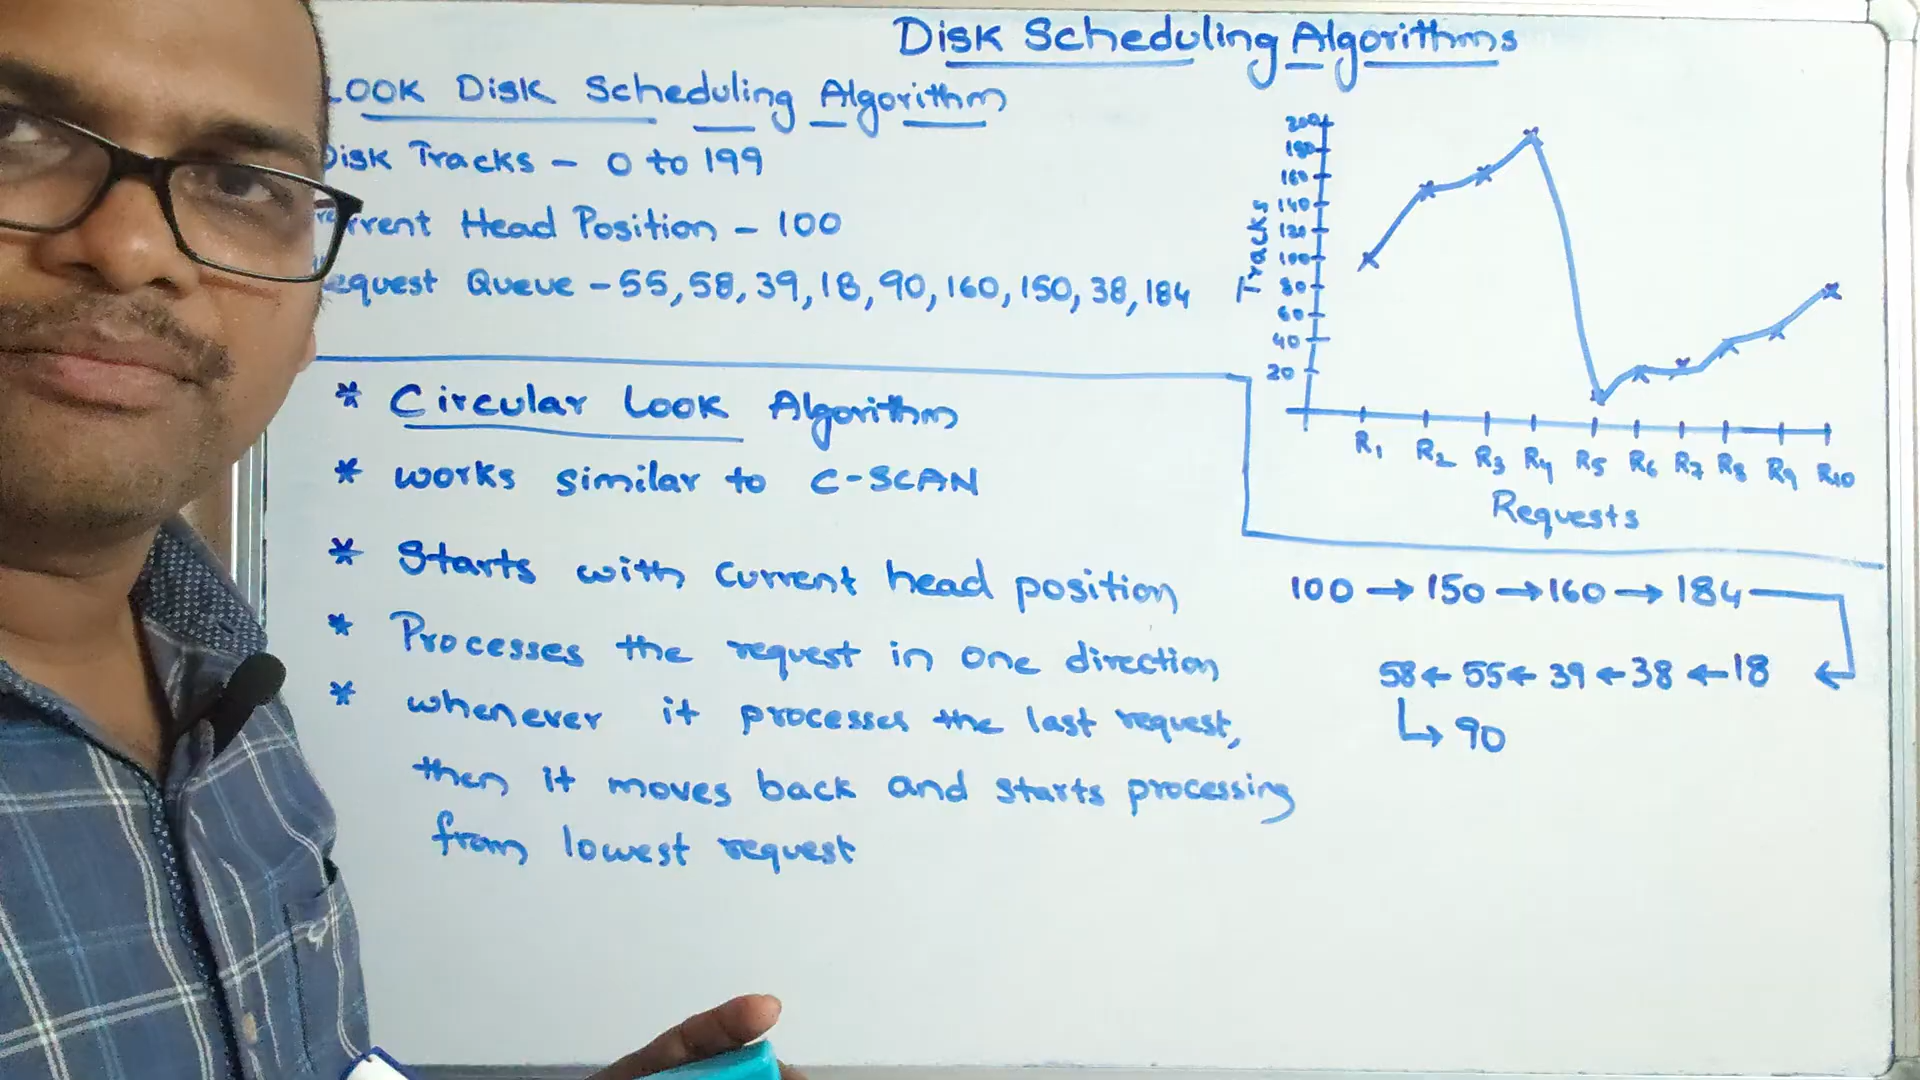 Disk Scheduling Algorithms
LOOK Disk Scheduling Algorithm
Disk Tracks - 0 to 199
rrent Head Position - 100
equest Queue - 55, 58, 39, 18, 90, 160, 150, 38, 184
* Circular Look Algorithm
* works similar to C-SCAN
* Starts with current head position
* Processes the request in one direction
* whenever it processes the last request,
then it moves back and starts processing
from lowest request
Tracks
200
180
160
140
120
100
80
60
40
20
R1 R2 R3 R4 R5 R6 R7 R8 R9 R10
Requests
100 → 150 → 160 → 184
58 ← 55 ← 39 ← 38 ← 18 ←
↳ 90